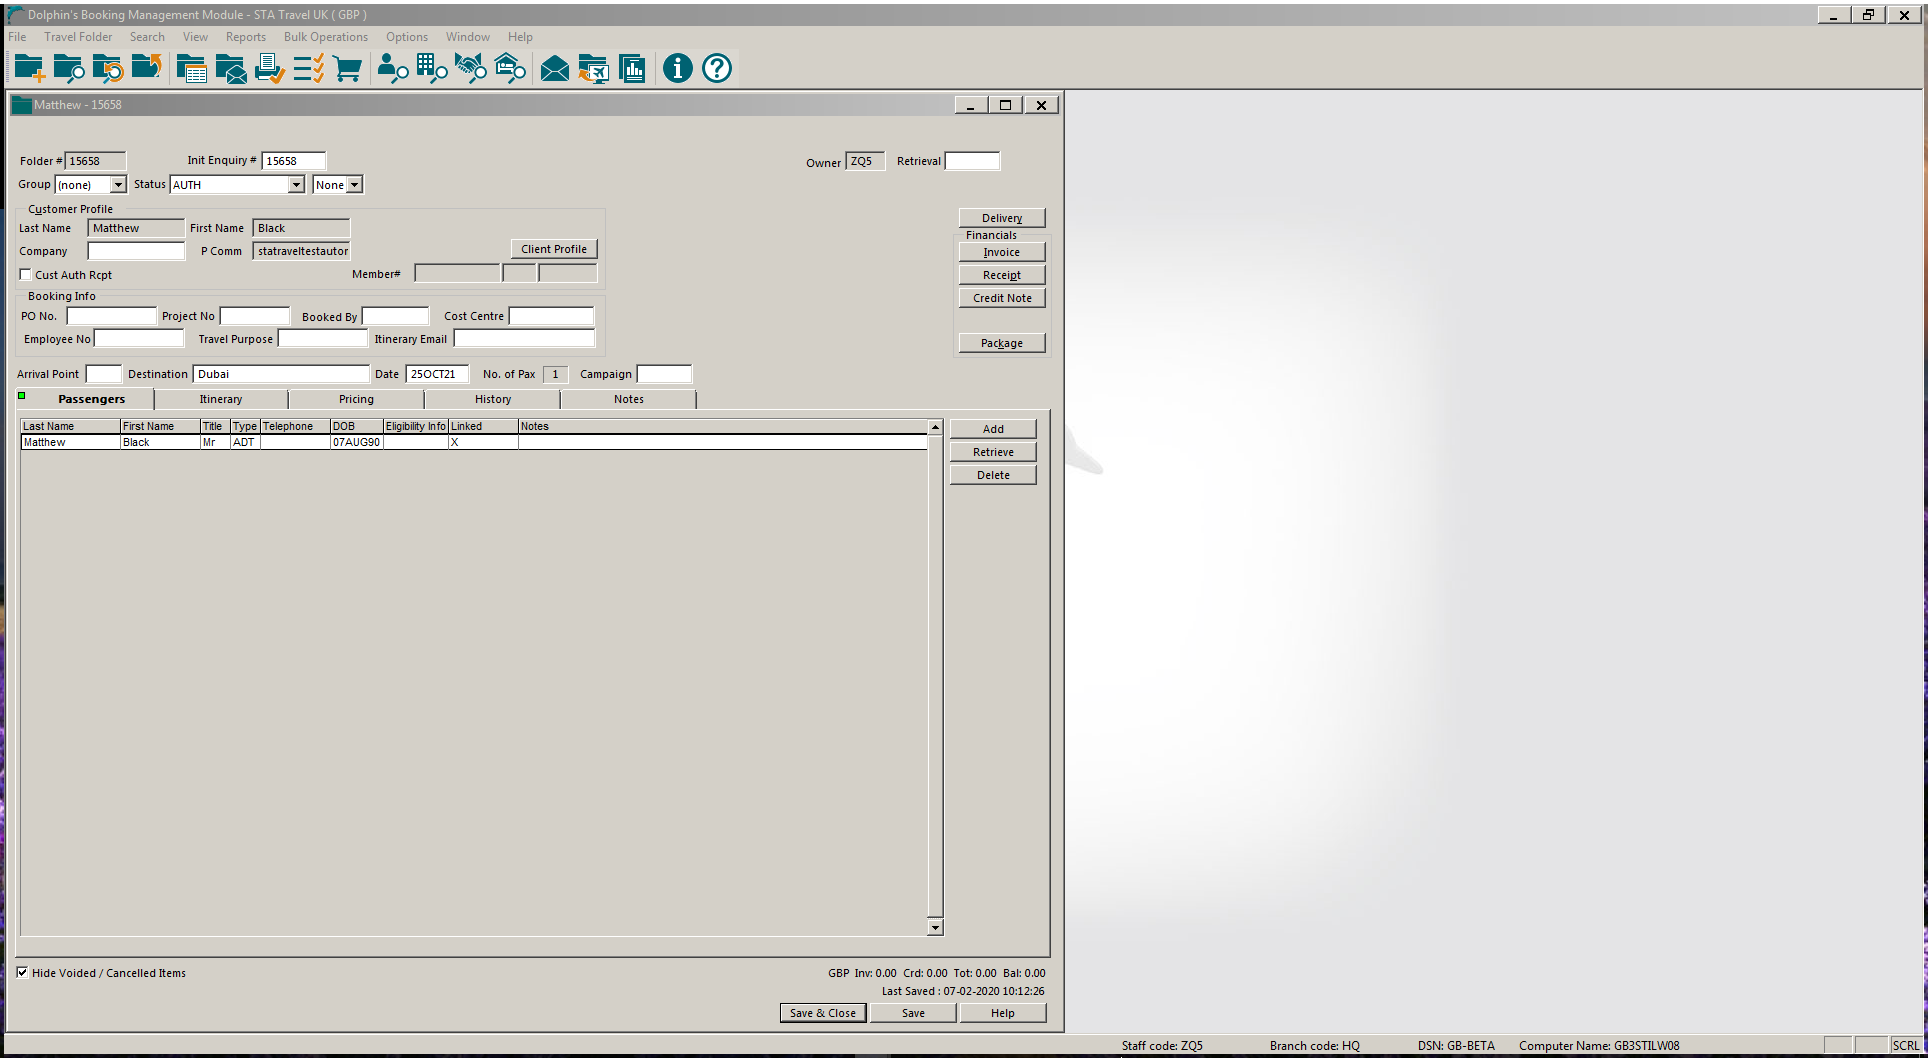 Dolphin's Booking Management Module - STA Travel UK ( GBP )
File Travel Folder Search View Reports Bulk Operations Options Window Help
Matthew - 15658
Folder # 15658 Init Enquiry # 15658 Owner ZQ5 Retrieval
Group (none) Status AUTH None
Customer Profile
Last Name Matthew First Name Black
Company P Comm statraveltestautor Client Profile
Cust Auth Rcpt Member#
Delivery
Financials
Invoice
Receipt
Credit Note
Package
Booking Info
PO No. Project No Booked By Cost Centre
Employee No Travel Purpose Itinerary Email
Arrival Point Destination Dubai Date 25OCT21 No. of Pax 1 Campaign
Passengers Itinerary Pricing History Notes
Last Name First Name Title Type Telephone DOB Eligibility Info Linked Notes
Matthew Black Mr ADT 07AUG90 X
Add
Retrieve
Delete
Hide Voided / Cancelled Items
GBP Inv: 0.00 Crd: 0.00 Tot: 0.00 Bal: 0.00
Last Saved : 07-02-2020 10:12:26
Save & Close Save Help
Staff code: ZQ5 Branch code: HQ DSN: GB-BETA Computer Name: GB3STILW08 SCRL